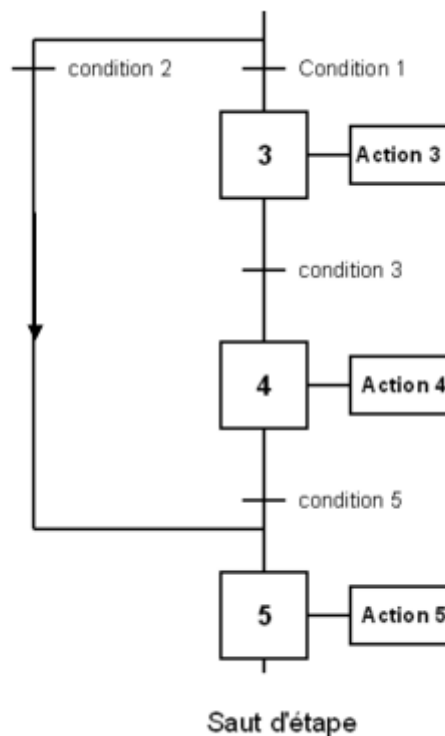 condition 2
Condition 1
3
Action 3
condition 3
4
Action 4
condition 5
5
Action 5
Saut d'étape